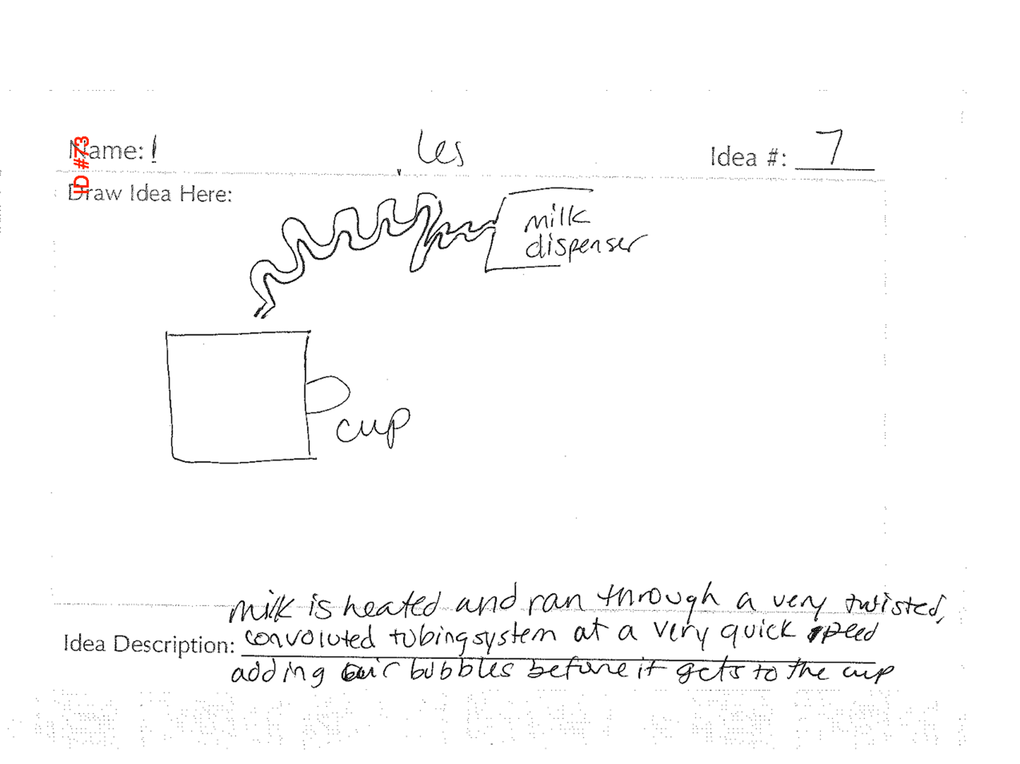 ID #73
Name: Les Idea #: 7
Draw Idea Here:
milk
dispenser
cup
milk is heated and ran through a very twisted,
Idea Description: convoluted tubing system at a very quick speed
adding air bubbles before it gets to the cup